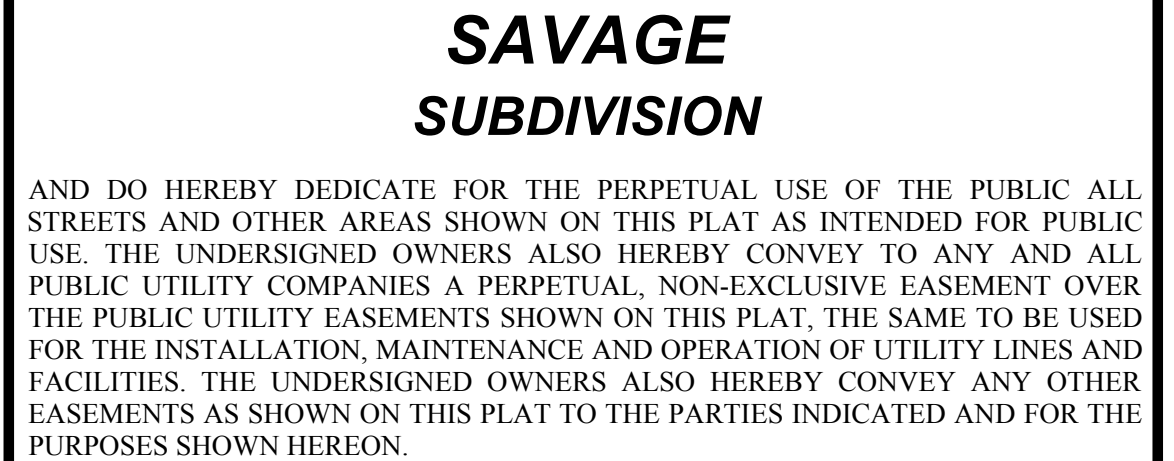 SAVAGE
SUBDIVISION
AND DO HEREBY DEDICATE FOR THE PERPETUAL USE OF THE PUBLIC ALL
STREETS AND OTHER AREAS SHOWN ON THIS PLAT AS INTENDED FOR PUBLIC
USE. THE UNDERSIGNED OWNERS ALSO HEREBY CONVEY TO ANY AND ALL
PUBLIC UTILITY COMPANIES A PERPETUAL, NON-EXCLUSIVE EASEMENT OVER
THE PUBLIC UTILITY EASEMENTS SHOWN ON THIS PLAT, THE SAME TO BE USED
FOR THE INSTALLATION, MAINTENANCE AND OPERATION OF UTILITY LINES AND
FACILITIES. THE UNDERSIGNED OWNERS ALSO HEREBY CONVEY ANY OTHER
EASEMENTS AS SHOWN ON THIS PLAT TO THE PARTIES INDICATED AND FOR THE
PURPOSES SHOWN HEREON.